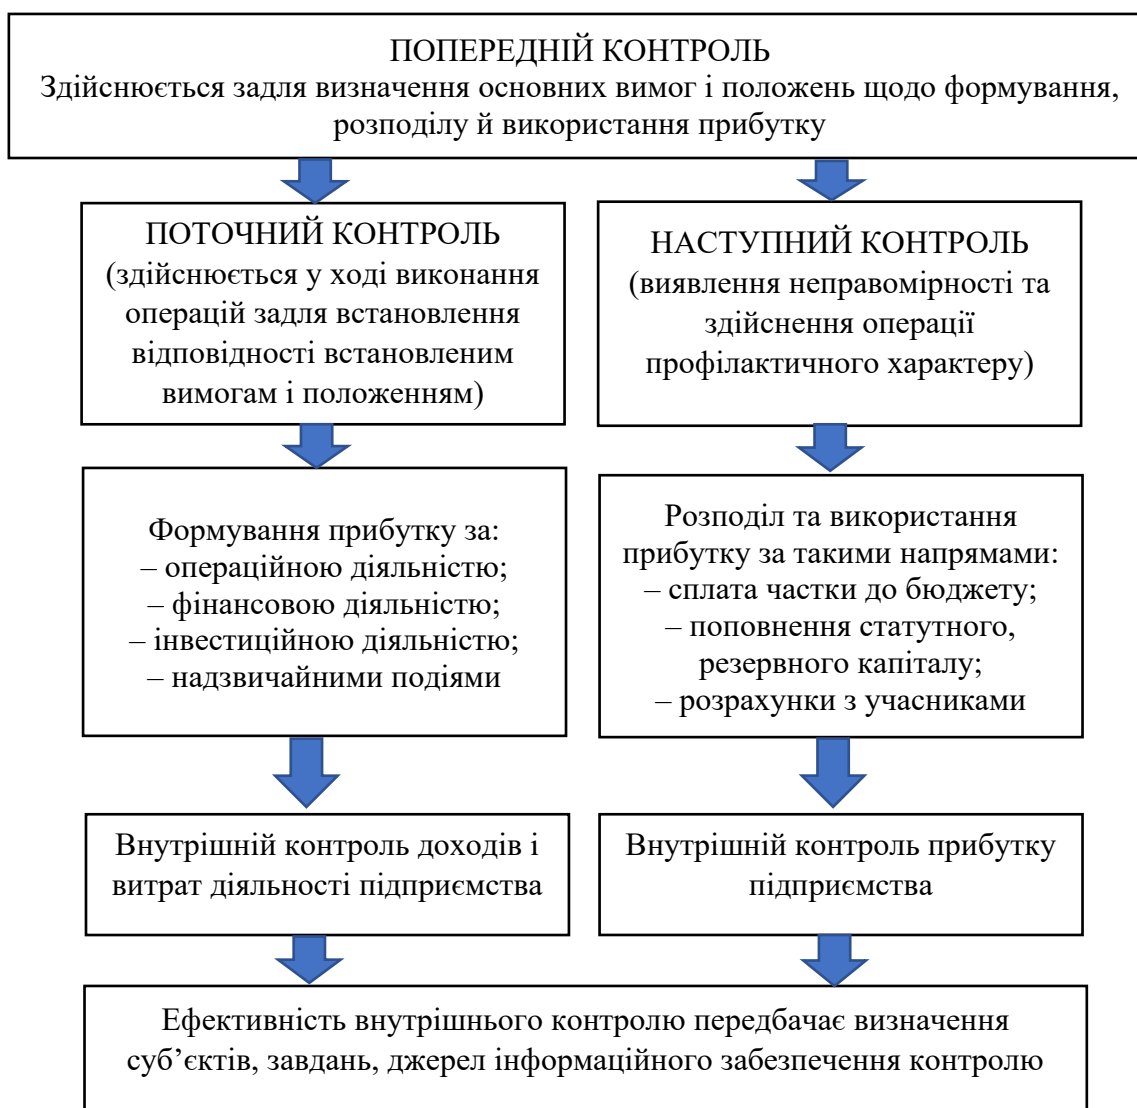 ПОПЕРЕДНІЙ КОНТРОЛЬ
Здійснюється задля визначення основних вимог і положень щодо формування,
розподілу й використання прибутку
ПОТОЧНИЙ КОНТРОЛЬ
(здійснюється у ході виконання
операцій задля встановлення
відповідності встановленим
вимогам і положенням)
НАСТУПНИЙ КОНТРОЛЬ
(виявлення неправомірності та
здійснення операції
профілактичного характеру)
Формування прибутку за:
– операційною діяльністю;
– фінансовою діяльністю;
– інвестиційною діяльністю;
– надзвичайними подіями
Розподіл та використання
прибутку за такими напрямами:
– сплата частки до бюджету;
– поповнення статутного,
резервного капіталу;
– розрахунки з учасниками
Внутрішній контроль доходів і
витрат діяльності підприємства
Внутрішній контроль прибутку
підприємства
Ефективність внутрішнього контролю передбачає визначення
суб’єктів, завдань, джерел інформаційного забезпечення контролю